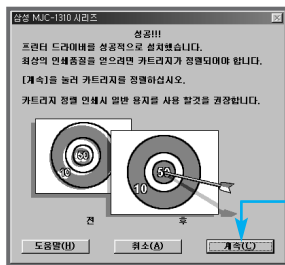 삼성 MJC-1310 시리즈
성공!!!
프린터 드라이버를 성공적으로 설치했습니다.
최상의 인쇄품질을 얻으려면 카트리지가 정렬되어야 합니다.
[계속]을 눌러 카트리지를 정렬하십시오.
카트리지 정렬 인쇄시 일반 용지를 사용 할것을 권장합니다.
60
10
50
10
전 후
도움말(H) 취소(A) 계속(C)